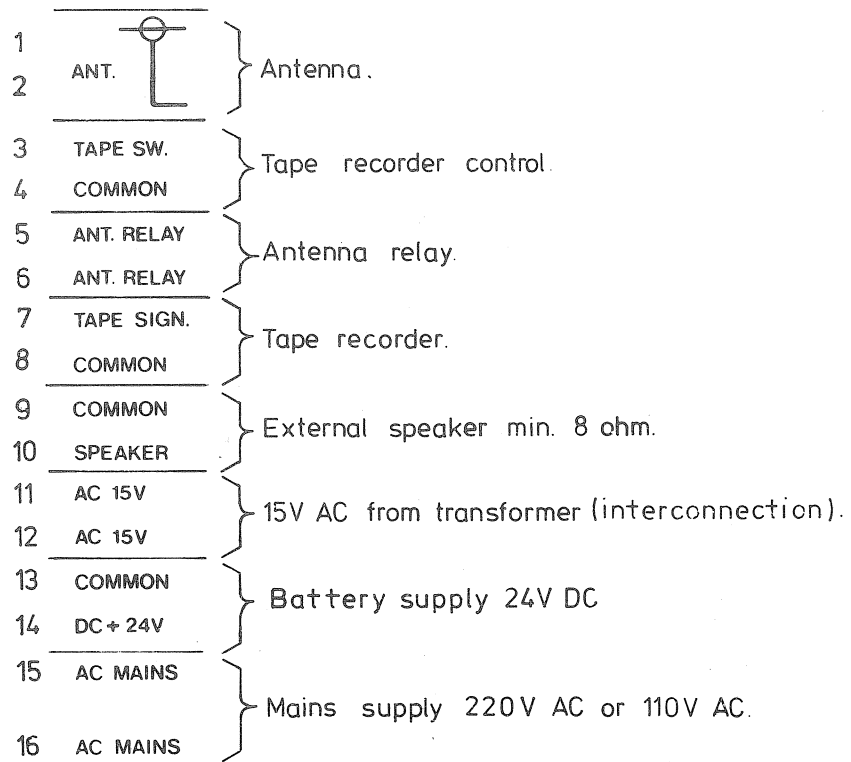 1
2 ANT. Antenna.
3 TAPE SW.
4 COMMON Tape recorder control.
5 ANT. RELAY
6 ANT. RELAY Antenna relay.
7 TAPE SIGN.
8 COMMON Tape recorder.
9 COMMON
10 SPEAKER External speaker min. 8 ohm.
11 AC 15V
12 AC 15V 15V AC from transformer (interconnection).
13 COMMON
14 DC + 24V Battery supply 24V DC
15 AC MAINS
16 AC MAINS Mains supply 220V AC or 110V AC.